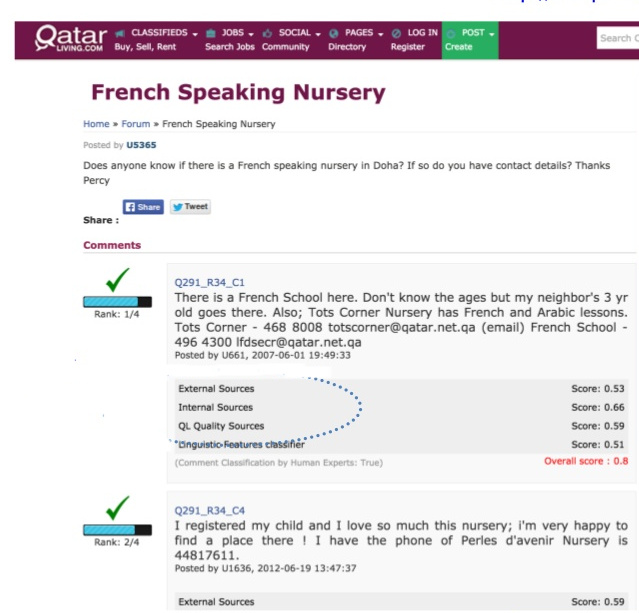 Qatar CLASSIFIEDS JOBS SOCIAL PAGES LOG IN POST
LIVING.COM Buy, Sell, Rent Search Jobs Community Directory Register Create Search
French Speaking Nursery
Home » Forum » French Speaking Nursery
Posted by U5365
Does anyone know if there is a French speaking nursery in Doha? If so do you have contact details? Thanks
Percy
Share Tweet
Share :
Comments
Q291_R34_C1
There is a French School here. Don't know the ages but my neighbor's 3 yr
old goes there. Also; Tots Corner Nursery has French and Arabic lessons.
Tots Corner - 468 8008 totscorner@qatar.net.qa (email) French School -
496 4300 lfdsecr@qatar.net.qa
Rank: 1/4
Posted by U661, 2007-06-01 19:49:33
External Sources Score: 0.53
Internal Sources Score: 0.66
QL Quality Sources Score: 0.59
Linguistic Features classifier Score: 0.51
(Comment Classification by Human Experts: True) Overall score : 0.8
Q291_R34_C4
I registered my child and I love so much this nursery; i'm very happy to
find a place there ! I have the phone of Perles d'avenir Nursery is
44817611.
Rank: 2/4
Posted by U1636, 2012-06-19 13:47:37
External Sources Score: 0.59